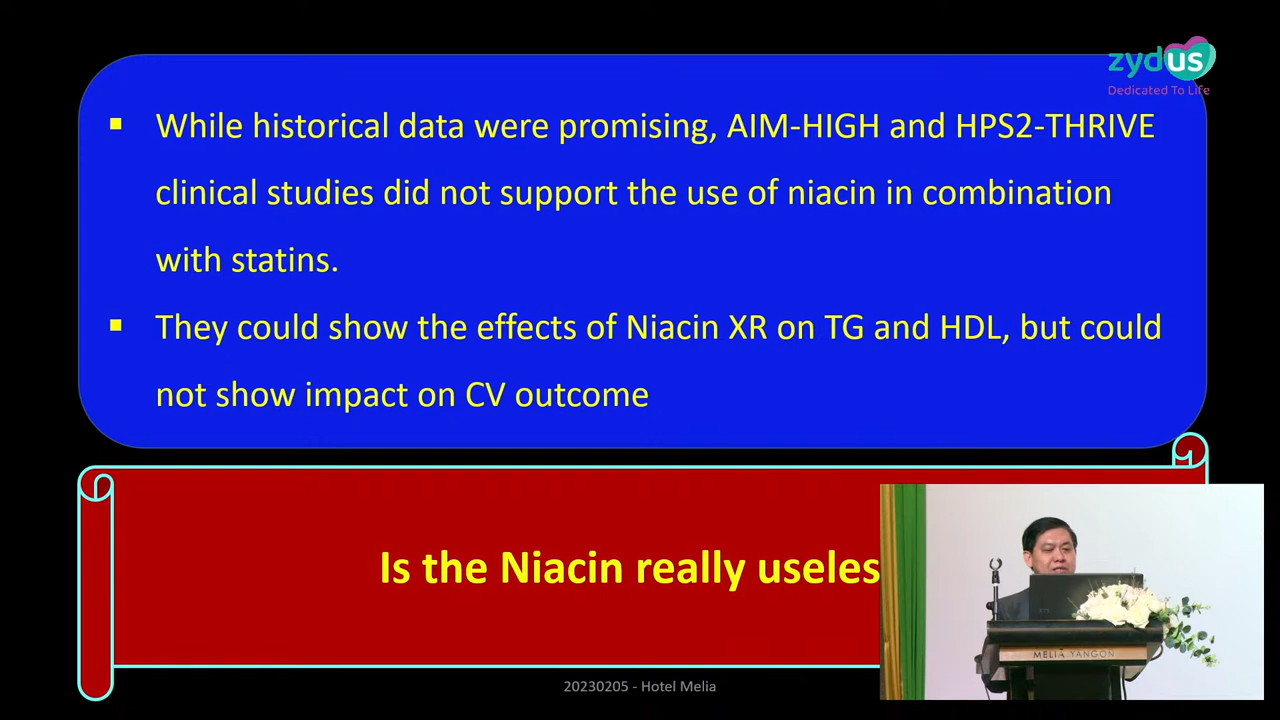 zydus
Dedicated To Life
▪ While historical data were promising, AIM-HIGH and HPS2-THRIVE
clinical studies did not support the use of niacin in combination
with statins.
▪ They could show the effects of Niacin XR on TG and HDL, but could
not show impact on CV outcome
Is the Niacin really useles
MELIÃ YANGON
20230205 - Hotel Melia